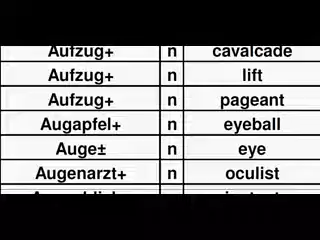 Aufzug+ n cavalcade
Aufzug+ n lift
Aufzug+ n pageant
Augapfel+ n eyeball
Auge± n eye
Augenarzt+ n oculist